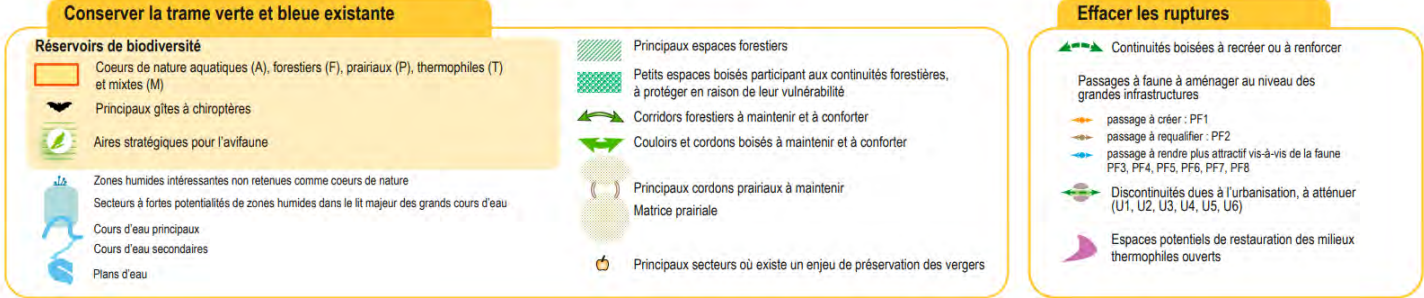 Conserver la trame verte et bleue existante
Réservoirs de biodiversité
Coeurs de nature aquatiques (A), forestiers (F), prairiaux (P), thermophiles (T)
et mixtes (M)
Principaux gîtes à chiroptères
Aires stratégiques pour l'avifaune
Zones humides intéressantes non retenues comme coeurs de nature
Secteurs à fortes potentialités de zones humides dans le lit majeur des grands cours d'eau
Cours d'eau principaux
Cours d'eau secondaires
Plans d'eau
Principaux espaces forestiers
Petits espaces boisés participant aux continuités forestières,
à protéger en raison de leur vulnérabilité
Corridors forestiers à maintenir et à conforter
Couloirs et cordons boisés à maintenir et à conforter
Principaux cordons prairiaux à maintenir
Matrice prairiale
Principaux secteurs où existe un enjeu de préservation des vergers
Effacer les ruptures
Continuités boisées à recréer ou à renforcer
Passages à faune à aménager au niveau des
grandes infrastructures
passage à créer : PF1
passage à requalifier : PF2
passage à rendre plus attractif vis-à-vis de la faune
PF3, PF4, PF5, PF6, PF7, PF8
Discontinuités dues à l'urbanisation, à atténuer
(U1, U2, U3, U4, U5, U6)
Espaces potentiels de restauration des milieux
thermophiles ouverts